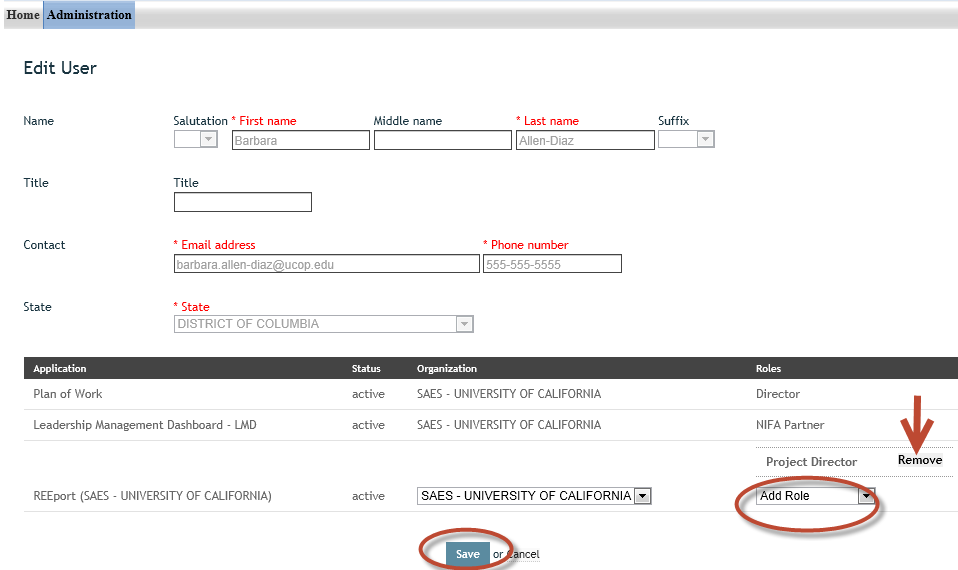 Home Administration
Edit User
Name Salutation * First name Middle name * Last name Suffix
Barbara Allen-Diaz
Title Title
Contact * Email address * Phone number
barbara.allen-diaz@ucop.edu 555-555-5555
State * State
DISTRICT OF COLUMBIA
Application Status Organization Roles
Plan of Work active SAES - UNIVERSITY OF CALIFORNIA Director
Leadership Management Dashboard - LMD active SAES - UNIVERSITY OF CALIFORNIA NIFA Partner
Project Director Remove
REEport (SAES - UNIVERSITY OF CALIFORNIA) active SAES - UNIVERSITY OF CALIFORNIA Add Role
Save or Cancel